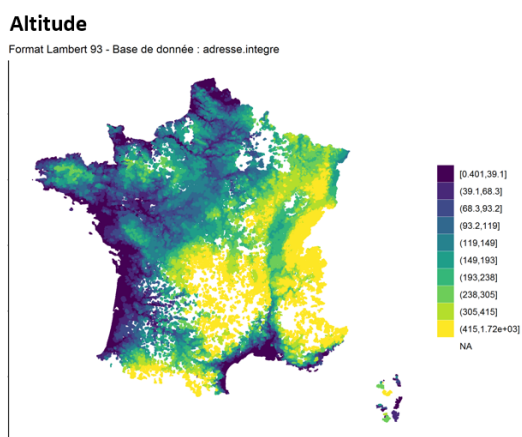 Altitude
Format Lambert 93 - Base de donnée : adresse.integre
[0.401,39.1]
(39.1,68.3]
(68.3,93.2]
(93.2,119]
(119,149]
(149,193]
(193,238]
(238,305]
(305,415]
(415,1.72e+03]
NA